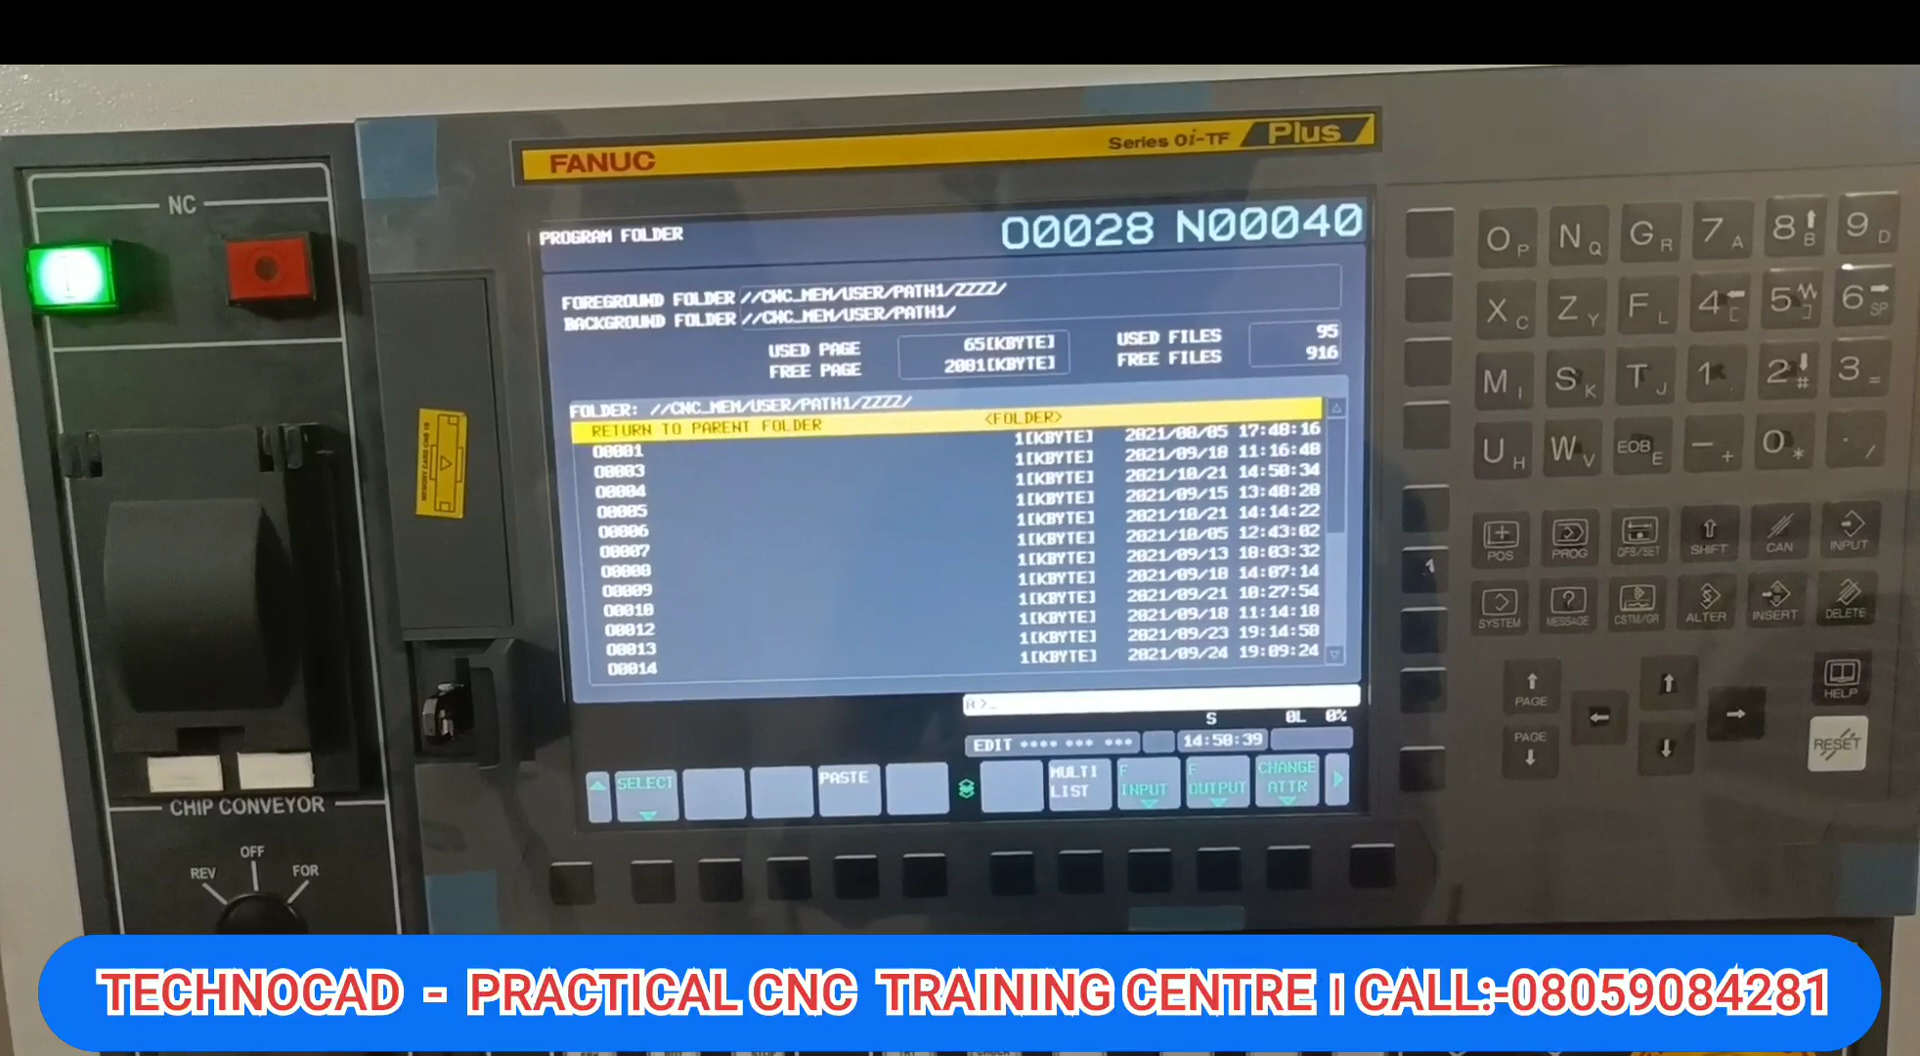 FANUC
Series 0i-TF Plus
NC
PROGRAM FOLDER
O0028 N00040
FOREGROUND FOLDER //CNC_MEM/USER/PATH1/ZZZZ/
BACKGROUND FOLDER //CNC_MEM/USER/PATH1/
USED PAGE 65[KBYTE] USED FILES 95
FREE PAGE 2081[KBYTE] FREE FILES 916
FOLDER: //CNC_MEM/USER/PATH1/ZZZZ/
RETURN TO PARENT FOLDER <FOLDER>
O0001 1[KBYTE] 2021/08/05 17:48:16
O0003 1[KBYTE] 2021/09/18 11:16:48
O0004 1[KBYTE] 2021/10/21 14:50:34
O0005 1[KBYTE] 2021/09/15 13:48:28
O0006 1[KBYTE] 2021/10/21 14:14:22
O0007 1[KBYTE] 2021/10/05 12:43:02
O0008 1[KBYTE] 2021/09/13 18:03:32
O0009 1[KBYTE] 2021/09/18 14:07:14
O0010 1[KBYTE] 2021/09/21 10:27:54
O0012 1[KBYTE] 2021/09/18 11:14:18
O0013 1[KBYTE] 2021/09/23 19:14:58
O0014 1[KBYTE] 2021/09/24 19:09:24
A>_
S 0L 0%
EDIT **** *** *** 14:50:39
SELECT
PASTE
MULTI LIST
F INPUT
F OUTPUT
CHANGE ATTR
O P N Q G R 7 A 8 B 9 D
X C Z Y F L 4 [ 5 ] 6 SP
M I S K T J 1 , 2 # 3 =
U H W V EOB E - + 0 * . /
POS PROG OFS/SET SHIFT CAN INPUT
SYSTEM MESSAGE CSTM/GR ALTER INSERT DELETE
PAGE
PAGE
HELP
RESET
CHIP CONVEYOR
OFF
REV FOR
TECHNOCAD - PRACTICAL CNC TRAINING CENTRE | CALL:-08059084281